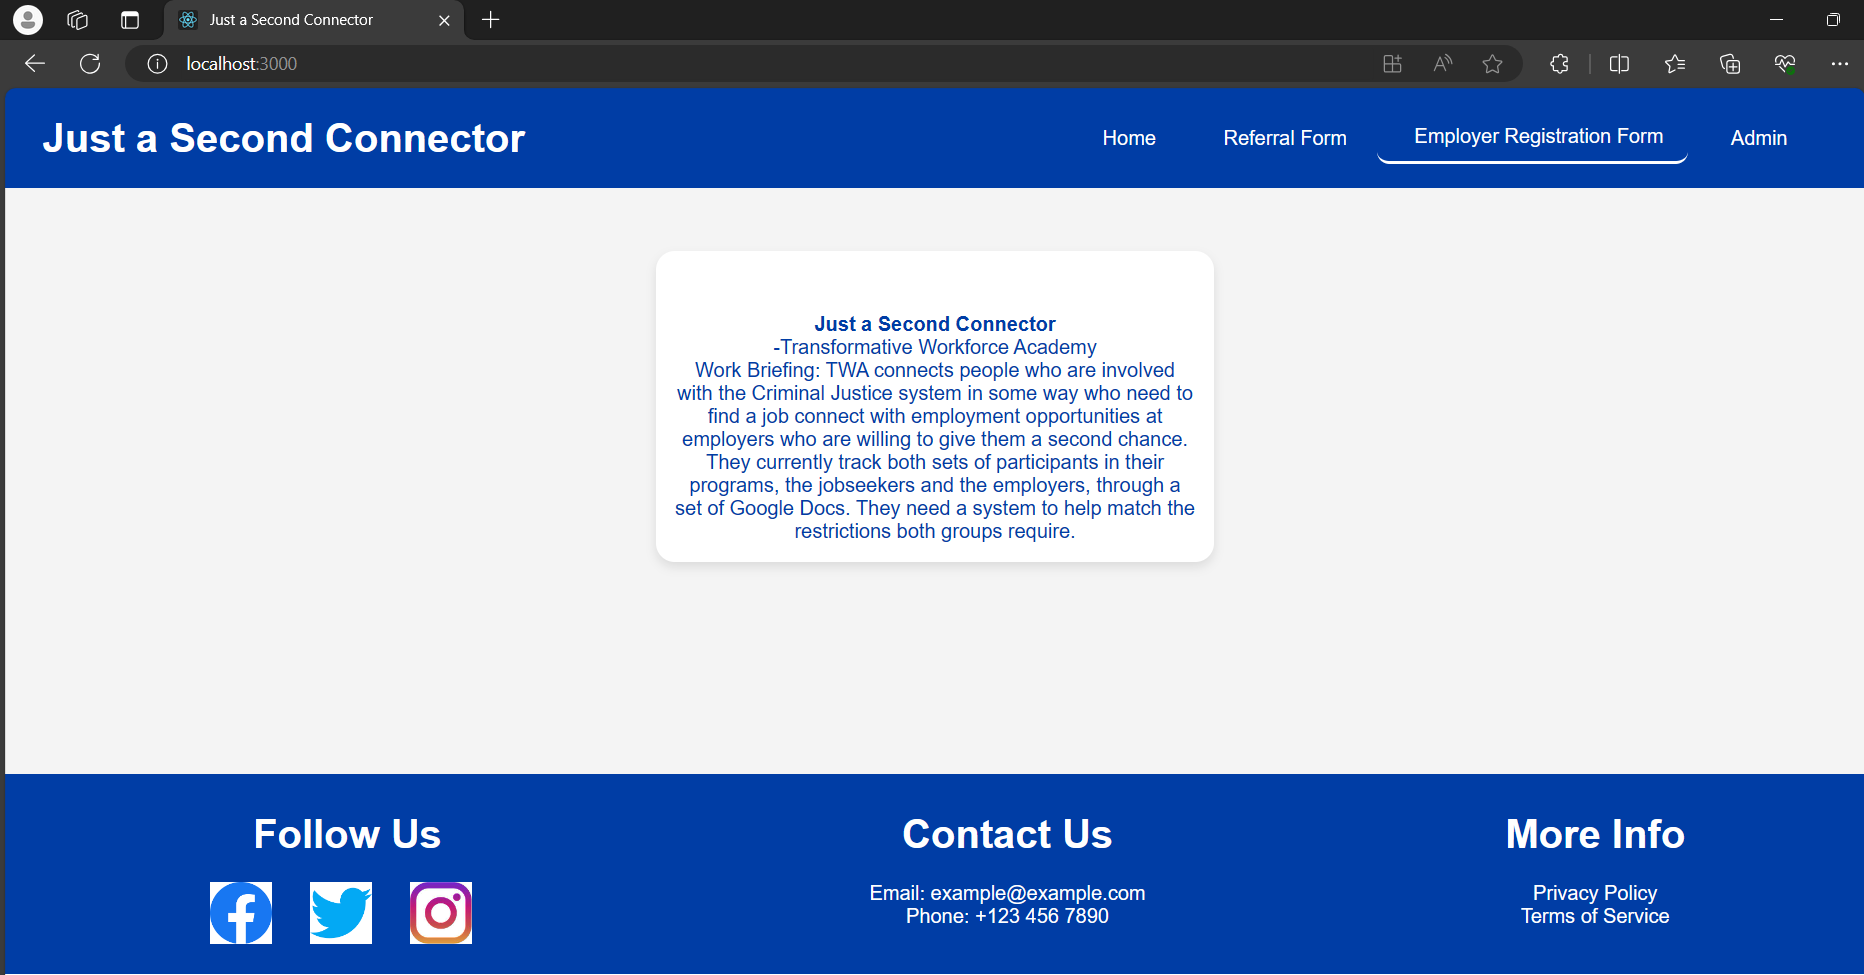 Just a Second Connector
localhost:3000
Just a Second Connector
Home
Referral Form
Employer Registration Form
Admin
Just a Second Connector
-Transformative Workforce Academy
Work Briefing: TWA connects people who are involved
with the Criminal Justice system in some way who need to
find a job connect with employment opportunities at
employers who are willing to give them a second chance.
They currently track both sets of participants in their
programs, the jobseekers and the employers, through a
set of Google Docs. They need a system to help match the
restrictions both groups require.
Follow Us
Contact Us
Email: example@example.com
Phone: +123 456 7890
More Info
Privacy Policy
Terms of Service